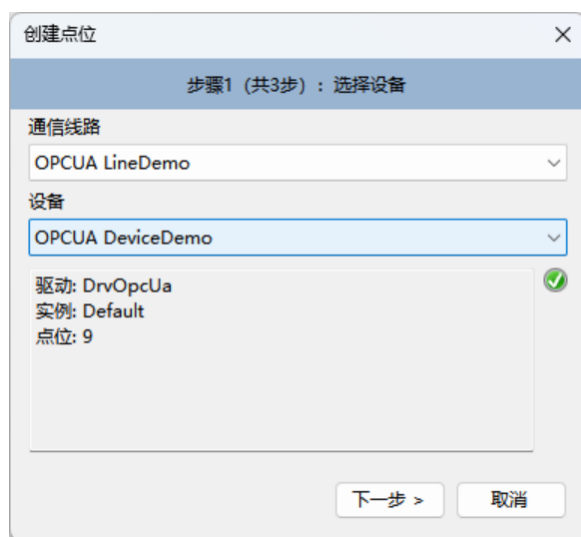 创建点位
步骤1（共3步）: 选择设备
通信线路
OPCUA LineDemo
设备
OPCUA DeviceDemo
驱动: DrvOpcUa
实例: Default
点位: 9
下一步 >
取消